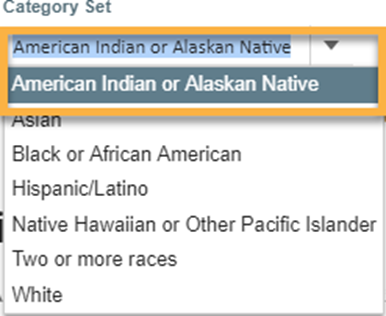 Category Set
American Indian or Alaskan Native
American Indian or Alaskan Native
Asian
Black or African American
Hispanic/Latino
Native Hawaiian or Other Pacific Islander
Two or more races
White